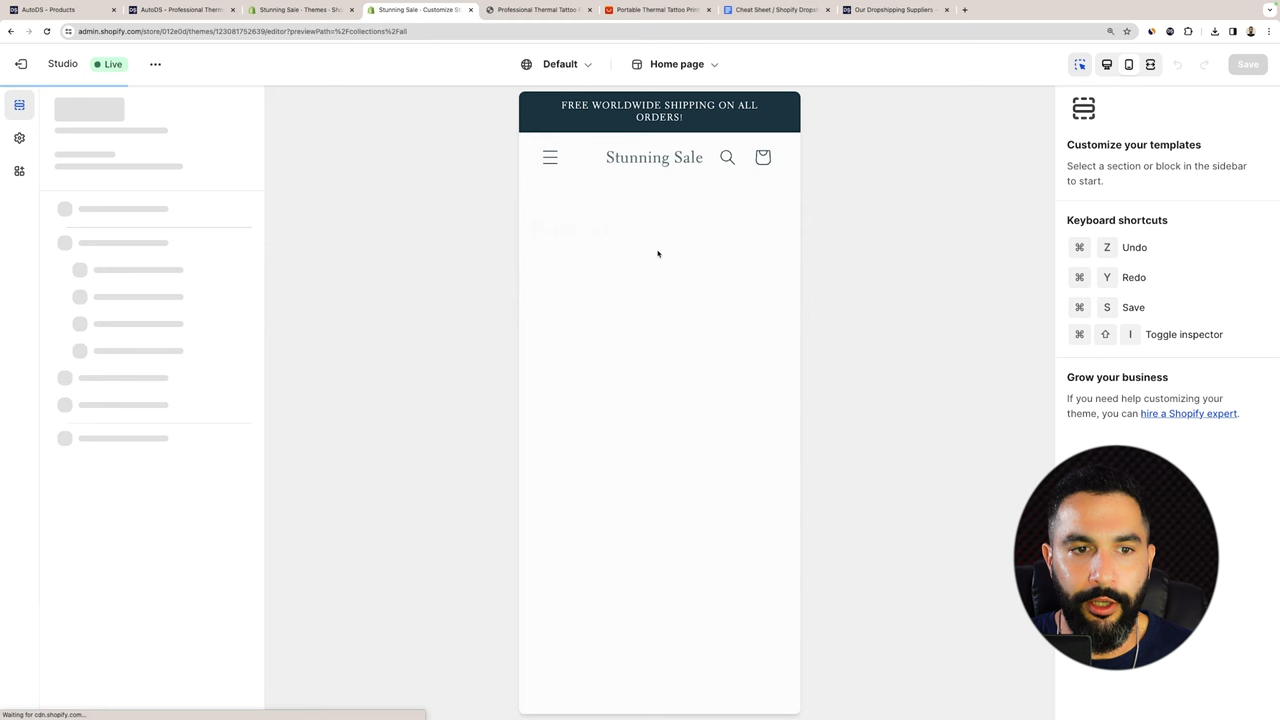 AutoDS - Products
AutoDS - Professional Therm
Stunning Sale · Themes · Sho
Stunning Sale · Customize St
Professional Thermal Tattoo P
Portable Thermal Tattoo Prin
Cheat Sheet / Shopify Dropsh
Our Dropshipping Suppliers –
admin.shopify.com/store/012e0d/themes/123081752639/editor?previewPath=%2Fcollections%2Fall
Studio
Live
Default
Home page
Save
FREE WORLDWIDE SHIPPING ON ALL
ORDERS!
Stunning Sale
Customize your templates
Select a section or block in the sidebar
to start.
Keyboard shortcuts
⌘ Z Undo
⌘ Y Redo
⌘ S Save
⌘ ⇧ I Toggle inspector
Grow your business
If you need help customizing your
theme, you can hire a Shopify expert.
Waiting for cdn.shopify.com...